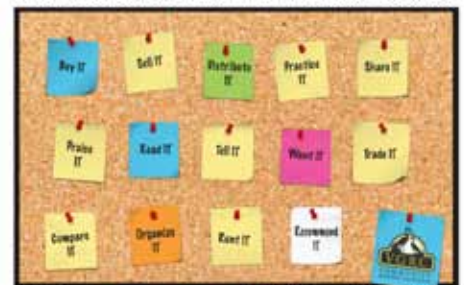 Buy IT
Sell IT
Distribute
IT
Practice
IT
Share IT
Praise
IT
Read IT
Tell IT
Want IT
Trade IT
Compare
IT
Organize
IT
Rent IT
Recommend
IT